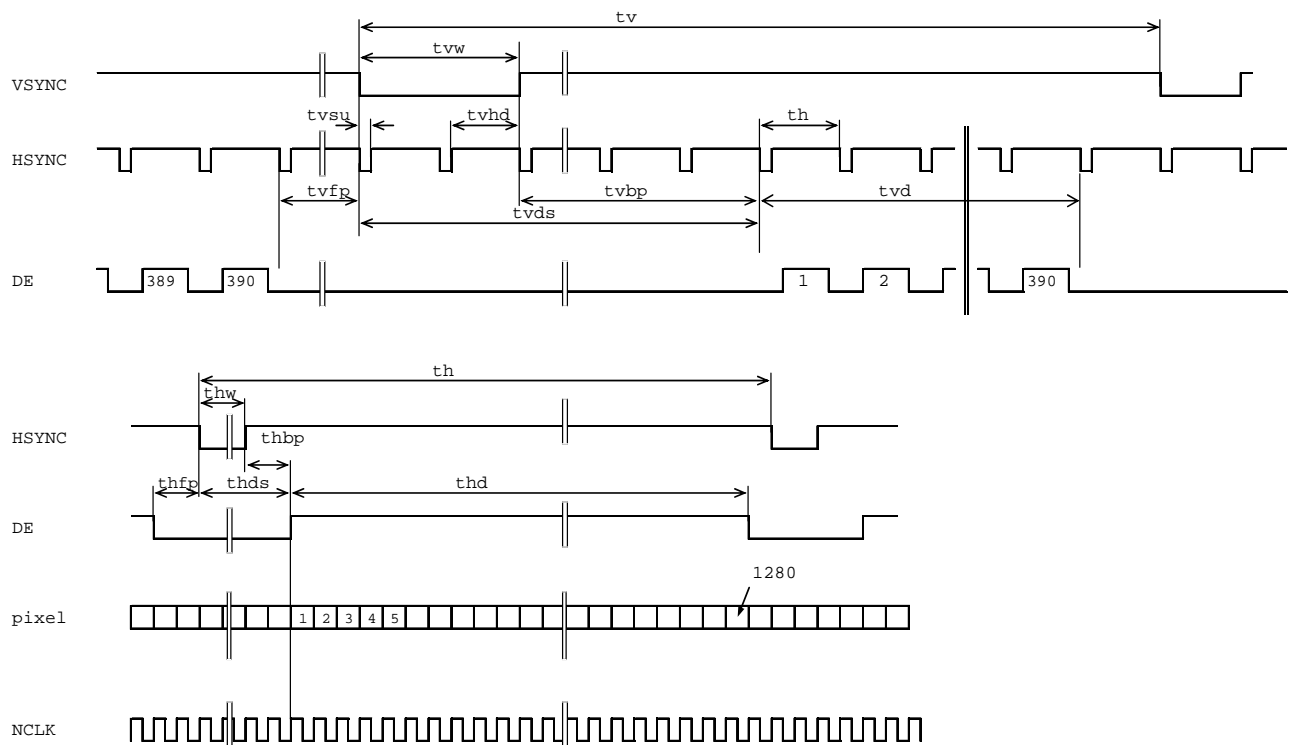 tv
tvw
VSYNC
tvsu
tvhd
th
HSYNC
tvfp
tvbp
tvd
tvds
DE
389
390
1
2
390
th
thw
HSYNC
thbp
thfp
thds
thd
DE
1280
pixel
1 2 3 4 5
NCLK